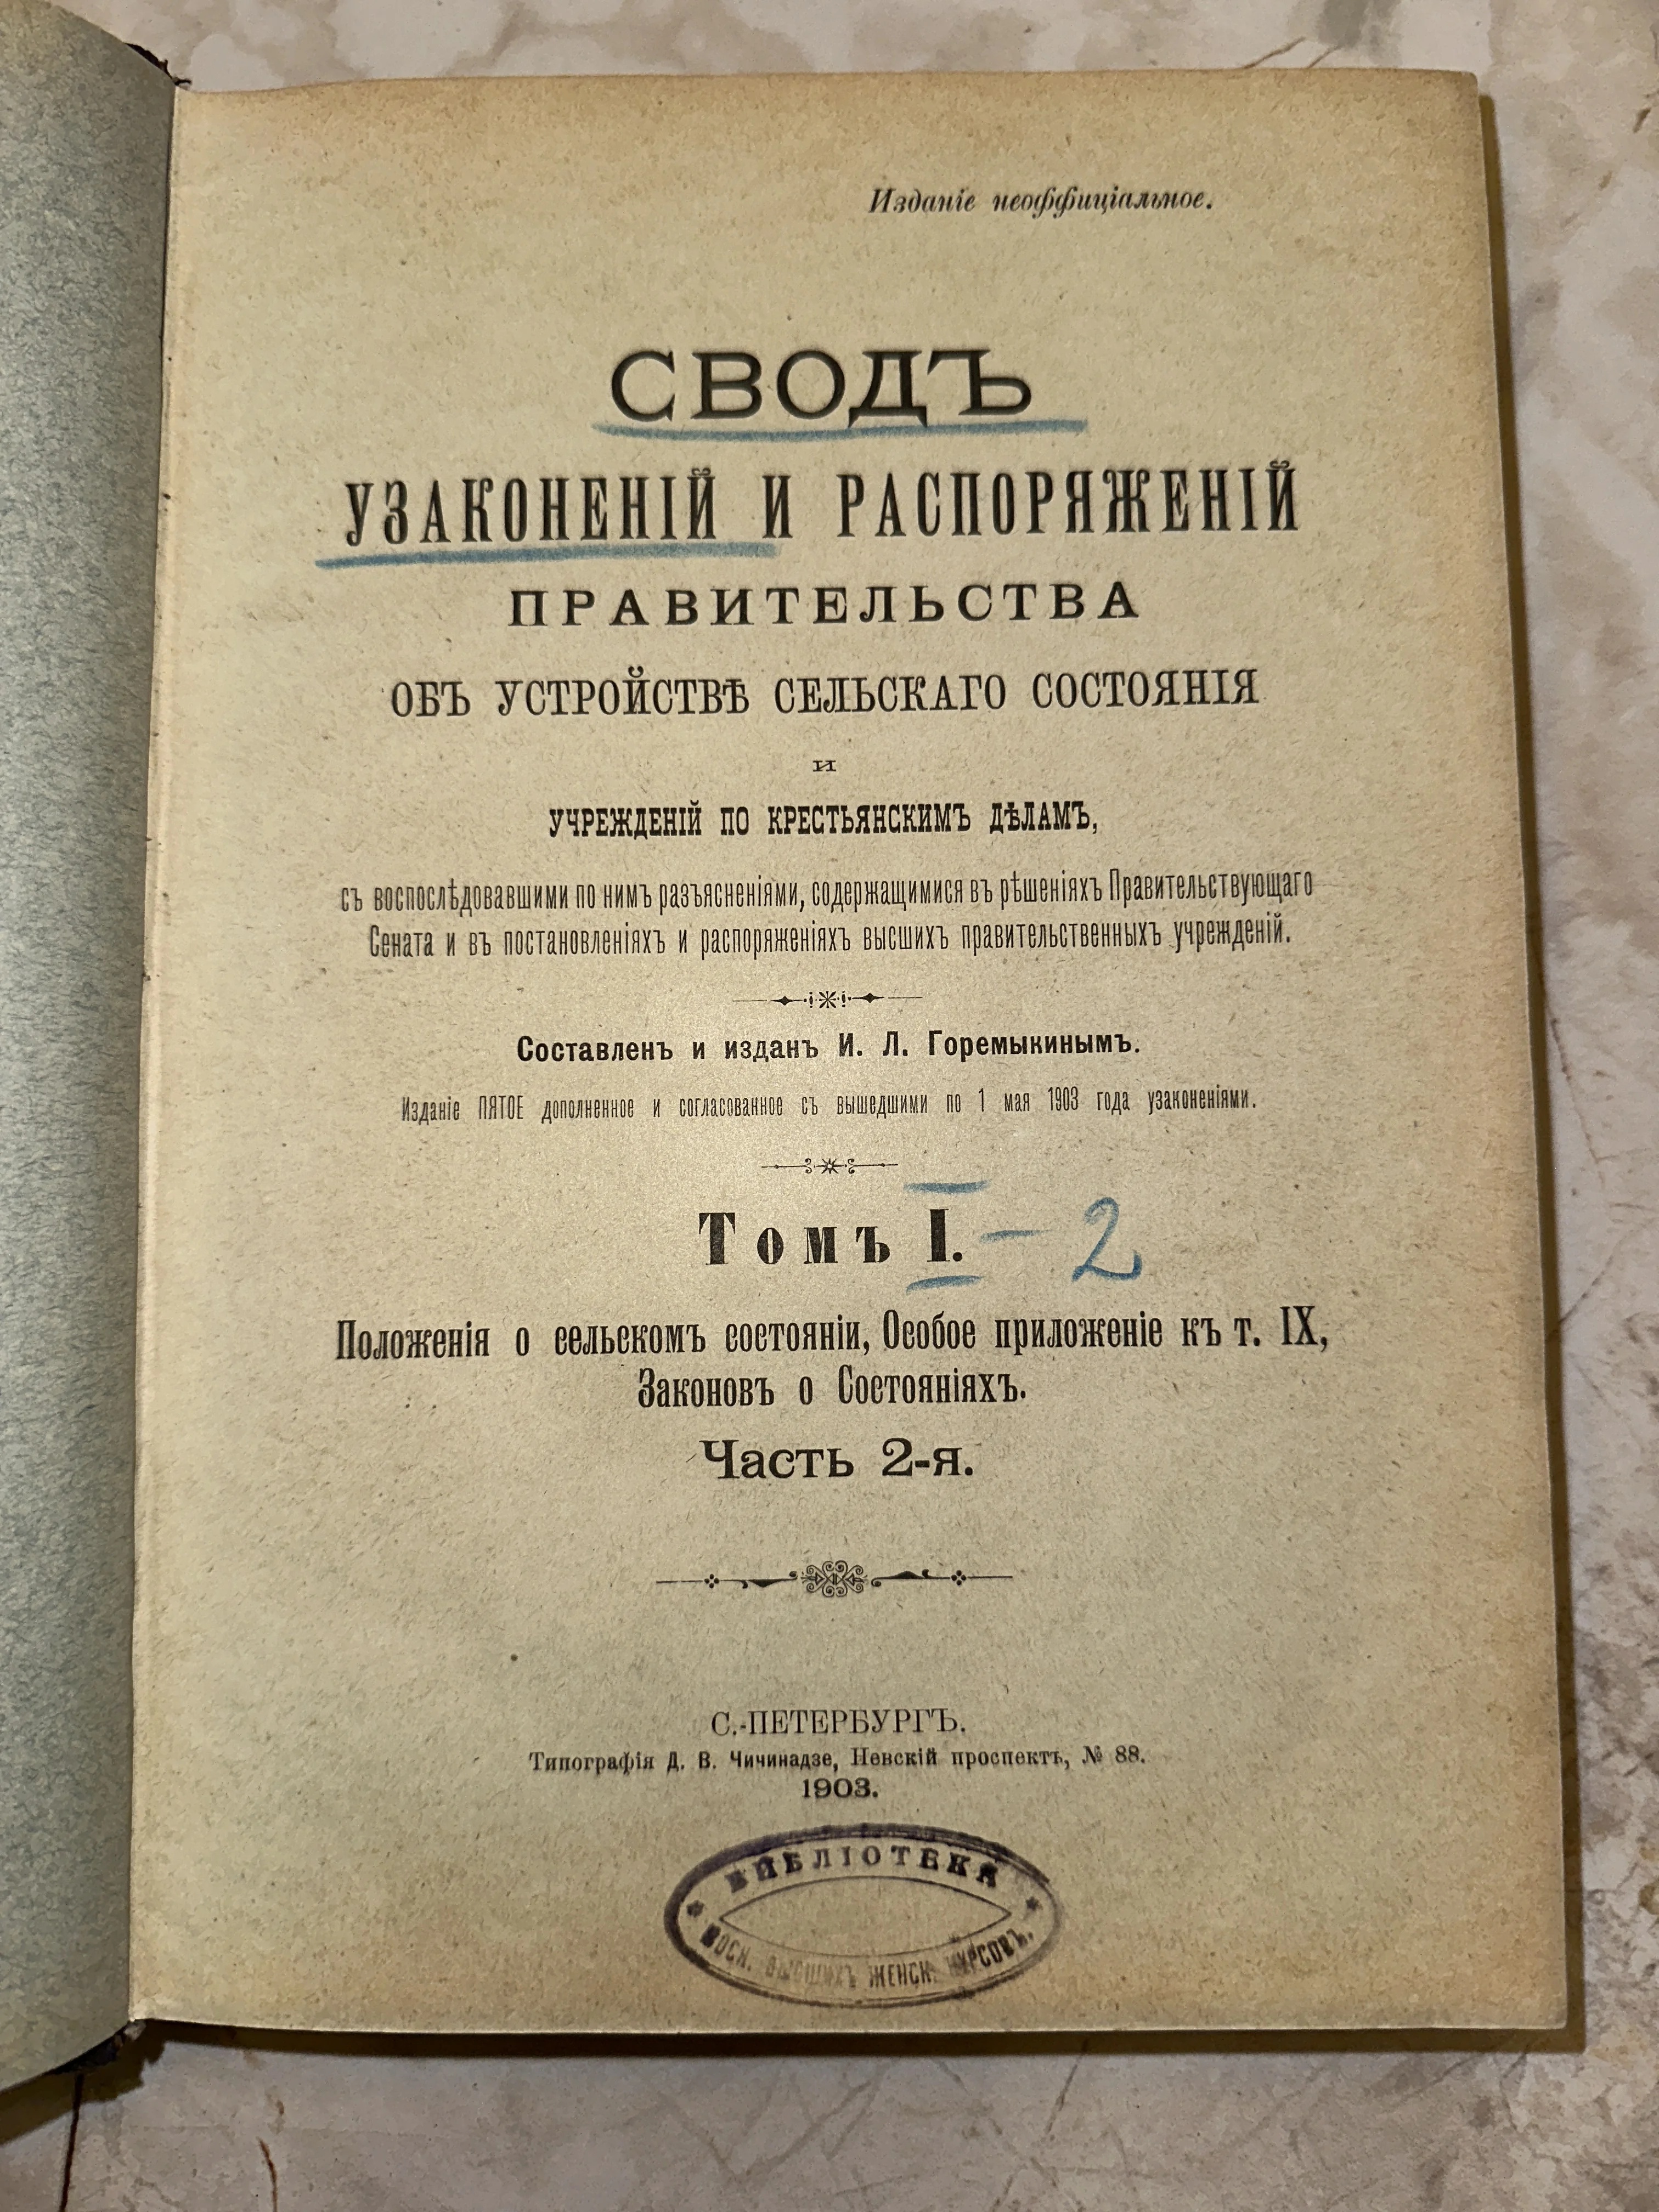 Изданіе неоффиціальное.
СВОДЪ
УЗАКОНЕНІЙ И РАСПОРЯЖЕНІЙ
ПРАВИТЕЛЬСТВА
ОБЪ УСТРОЙСТВѢ СЕЛЬСКАГО СОСТОЯНІЯ
И
УЧРЕЖДЕНІЙ ПО КРЕСТЬЯНСКИМЪ ДѢЛАМЪ,
съ воспослѣдовавшими по нимъ разъясненіями, содержащимися въ рѣшеніяхъ Правительствующаго
Сената и въ постановленіяхъ и распоряженіяхъ высшихъ правительственныхъ учрежденій.
Составленъ и изданъ И. Л. Горемыкинымъ.
Изданіе ПЯТОЕ дополненное и согласованное съ вышедшими по 1 мая 1903 года узаконеніями.
Томъ I. — 2
Положенія о сельскомъ состояніи, Особое приложеніе къ т. IX,
Законовъ о Состояніяхъ.
Часть 2-я.
С.-ПЕТЕРБУРГЪ.
Типографія Д. В. Чичинадзе, Невскій проспектъ, № 88.
1903.
БИБЛІОТЕКА
МОСК. ВЫСШИХЪ ЖЕНСК. КУРСОВЪ.